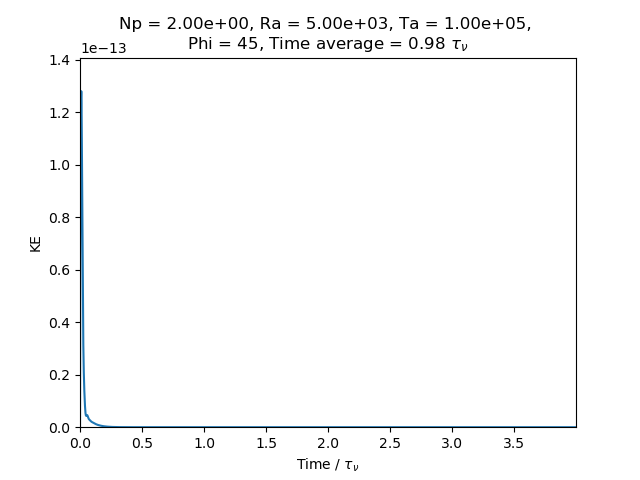 Np = 2.00e+00, Ra = 5.00e+03, Ta = 1.00e+05,
Phi = 45, Time average = 0.98 τν
1e−13
1.4
1.2
1.0
0.8
0.6
0.4
0.2
0.0
KE
0.0 0.5 1.0 1.5 2.0 2.5 3.0 3.5
Time / τν